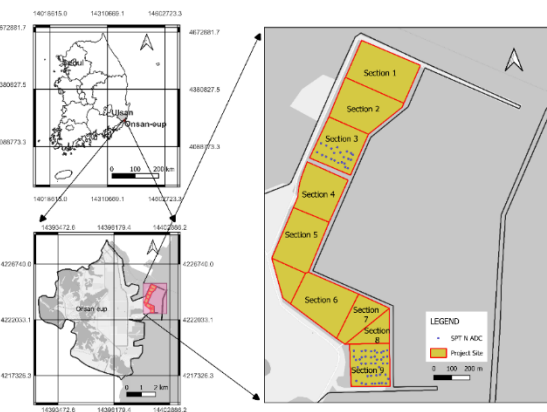 14016615.0 14310669.1 14602723.3
4672681.7 4672681.7
Seoul
4380827.5 4380827.5
Ulsan
Onsan-eup
4088773.3 4088773.3
0 100 200 km
14016615.0 14310669.1 14602723.3
14393472.6 14398179.4 14402886.2
4226740.0 4226740.0
Onsan-eup
4222033.1 4222033.1
4217326.3 4217326.3
0 1 2 km
14393472.6 14398179.4 14402886.2
Section 1
Section 2
Section 3
Section 4
Section 5
Section 6
Section
7
Section
8
Section 9
LEGEND
SPT N ADC
Project Site
0 100 200 m